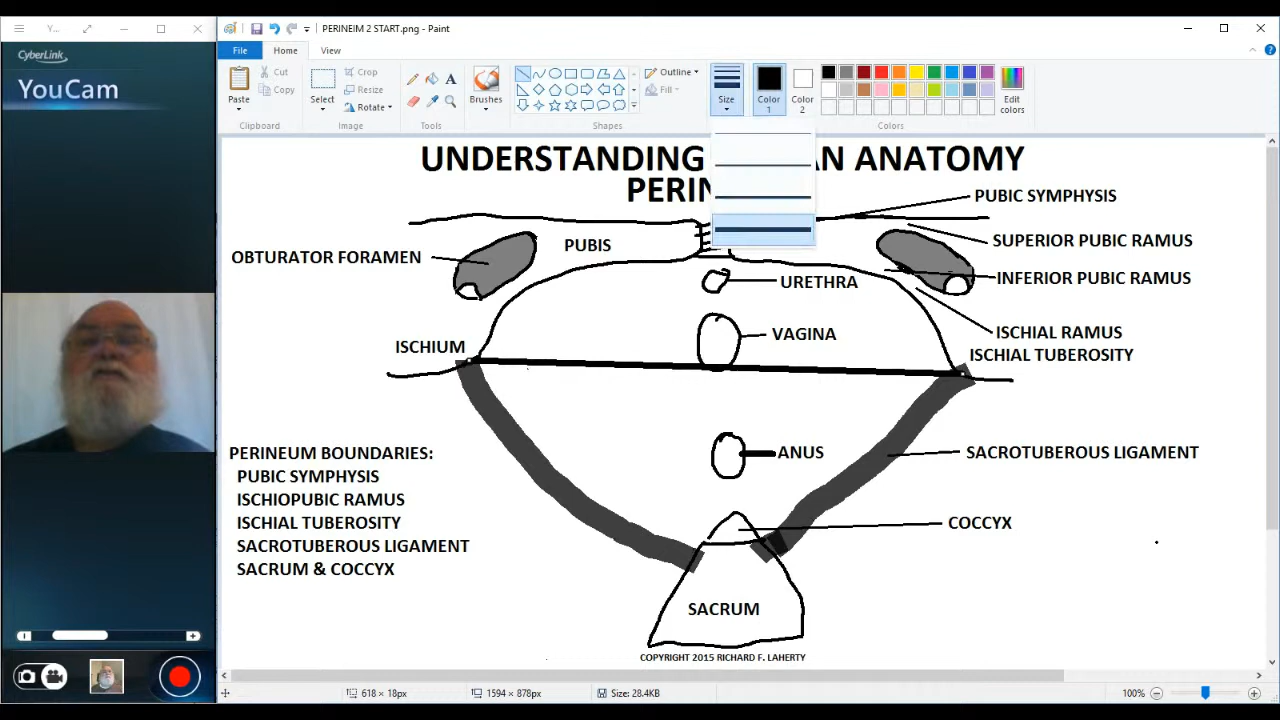 CyberLink
YouCam
Y...
PERINEIM 2 START.png - Paint
File
Home
View
Paste
Cut
Copy
Clipboard
Select
Crop
Resize
Rotate
Image
Tools
Brushes
Shapes
Outline
Fill
Size
Color
1
Color
2
Edit
colors
Colors
UNDERSTANDING AN ANATOMY
PERIN
PUBIC SYMPHYSIS
PUBIS
SUPERIOR PUBIC RAMUS
OBTURATOR FORAMEN
INFERIOR PUBIC RAMUS
URETHRA
VAGINA
ISCHIAL RAMUS
ISCHIUM
ISCHIAL TUBEROSITY
ANUS
SACROTUBEROUS LIGAMENT
PERINEUM BOUNDARIES:
PUBIC SYMPHYSIS
ISCHIOPUBIC RAMUS
ISCHIAL TUBEROSITY
SACROTUBEROUS LIGAMENT
SACRUM & COCCYX
COCCYX
SACRUM
COPYRIGHT 2015 RICHARD F. LAHERTY
618 × 18px
1594 × 878px
Size: 28.4KB
100%